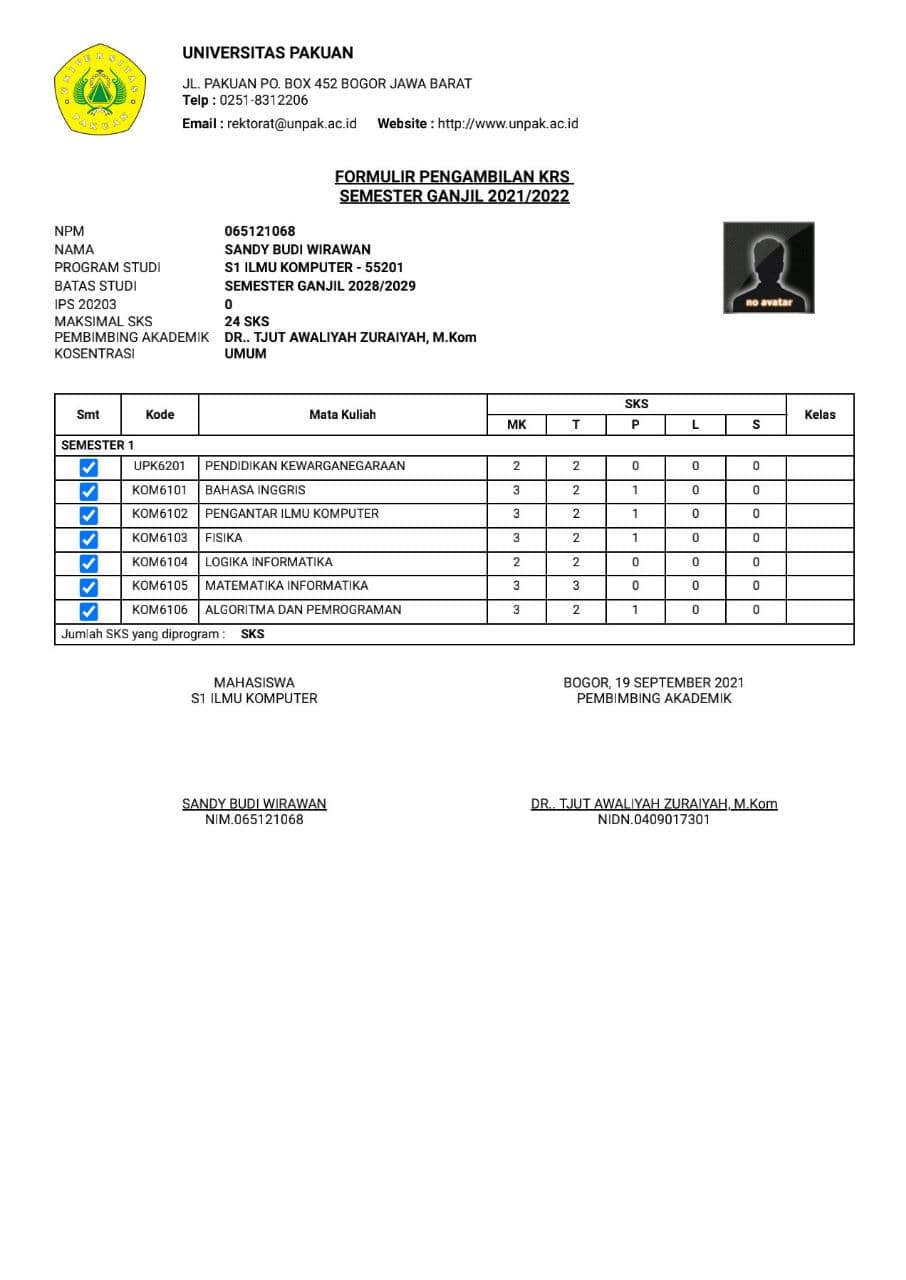 UNIVERSITAS PAKUAN
UNIVERSITAS PAKUAN
JL. PAKUAN PO. BOX 452 BOGOR JAWA BARAT
Telp : 0251-8312206
Email : rektorat@unpak.ac.id Website : http://www.unpak.ac.id
FORMULIR PENGAMBILAN KRS
SEMESTER GANJIL 2021/2022
NPM 065121068
NAMA SANDY BUDI WIRAWAN
PROGRAM STUDI S1 ILMU KOMPUTER - 55201
BATAS STUDI SEMESTER GANJIL 2028/2029
IPS 20203 0
MAKSIMAL SKS 24 SKS
PEMBIMBING AKADEMIK DR.. TJUT AWALIYAH ZURAIYAH, M.Kom
KOSENTRASI UMUM
no avatar
Smt Kode Mata Kuliah SKS Kelas
MK T P L S
SEMESTER 1
UPK6201 PENDIDIKAN KEWARGANEGARAAN 2 2 0 0 0
KOM6101 BAHASA INGGRIS 3 2 1 0 0
KOM6102 PENGANTAR ILMU KOMPUTER 3 2 1 0 0
KOM6103 FISIKA 3 2 1 0 0
KOM6104 LOGIKA INFORMATIKA 2 2 0 0 0
KOM6105 MATEMATIKA INFORMATIKA 3 3 0 0 0
KOM6106 ALGORITMA DAN PEMROGRAMAN 3 2 1 0 0
Jumlah SKS yang diprogram : SKS
MAHASISWA BOGOR, 19 SEPTEMBER 2021
S1 ILMU KOMPUTER PEMBIMBING AKADEMIK
SANDY BUDI WIRAWAN DR.. TJUT AWALIYAH ZURAIYAH, M.Kom
NIM.065121068 NIDN.0409017301